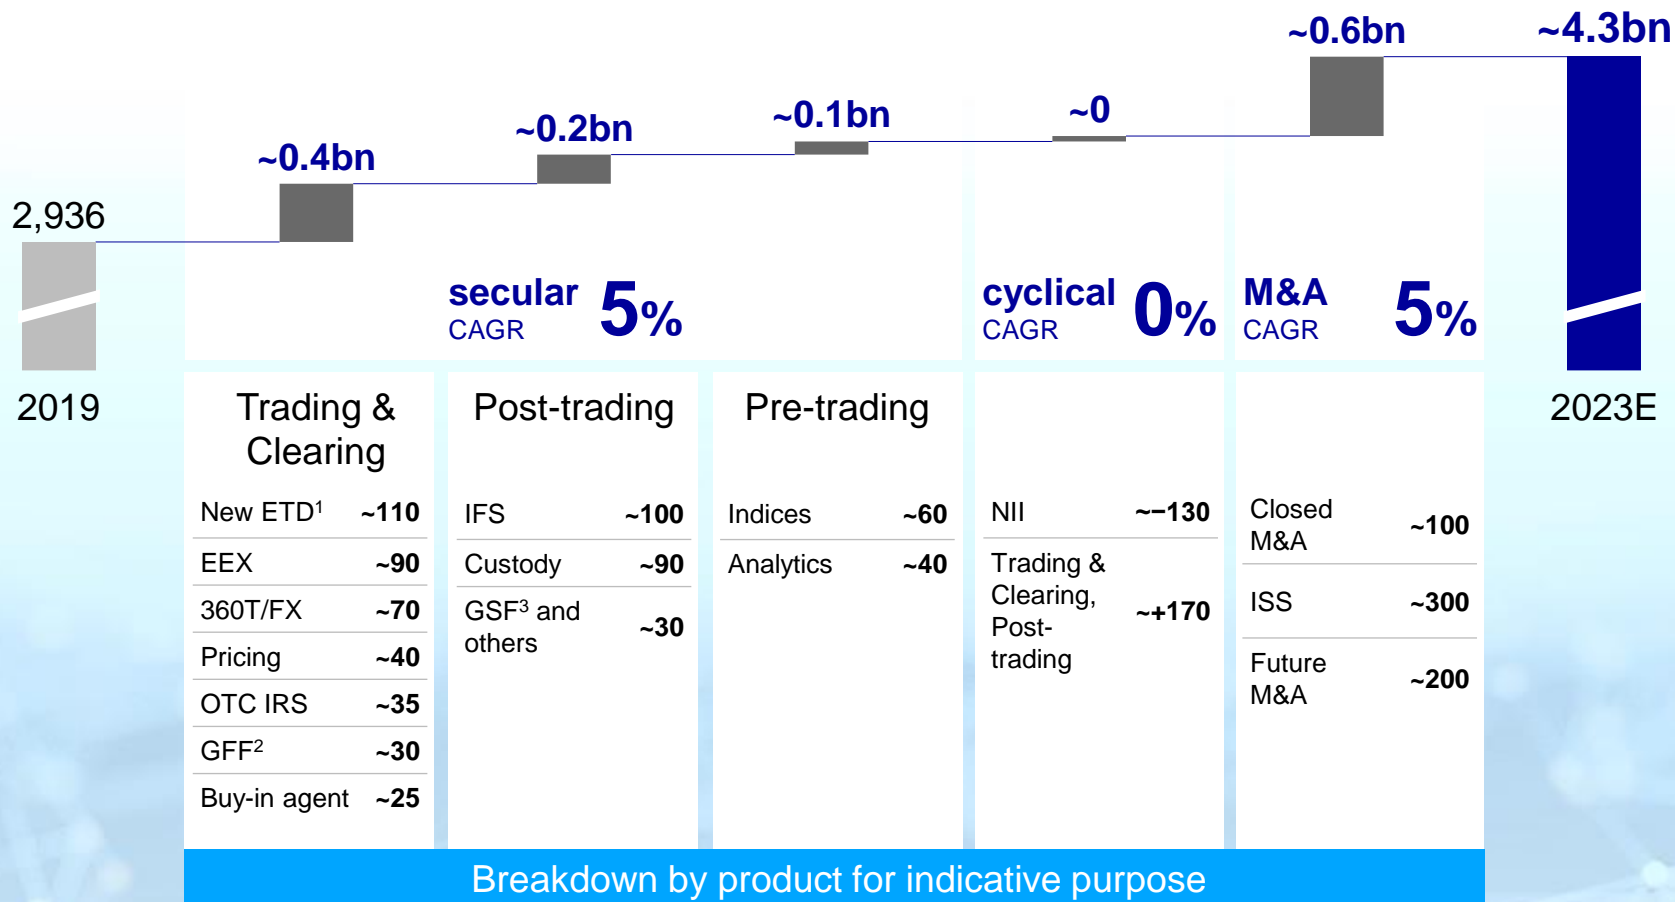 2,936
~0.4bn
~0.2bn
~0.1bn
~0
~0.6bn
~4.3bn
secular
CAGR
5%
cyclical
CAGR
0%
M&A
CAGR
5%
2019
2023E
Trading &
Clearing
New ETD¹ ~110
EEX ~90
360T/FX ~70
Pricing ~40
OTC IRS ~35
GFF² ~30
Buy-in agent ~25
Post-trading
IFS ~100
Custody ~90
GSF³ and
others
~30
Pre-trading
Indices ~60
Analytics ~40
NII ~−130
Trading &
Clearing,
Post-
trading
~+170
Closed
M&A
~100
ISS ~300
Future
M&A
~200
Breakdown by product for indicative purpose